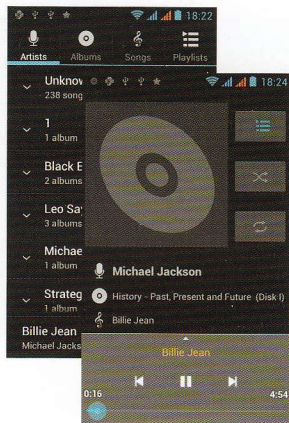 18:22
Artists Albums Songs Playlists
238 song
1
1 album
Black E
2 albums
Leo Sa
3 albums
Michae
1 album
Strateg
1 album
Billie Jean
Michael Jacks
18:24
Michael Jackson
History - Past, Present and Future (Disk I)
Billie Jean
Billie Jean
0:16
4:54